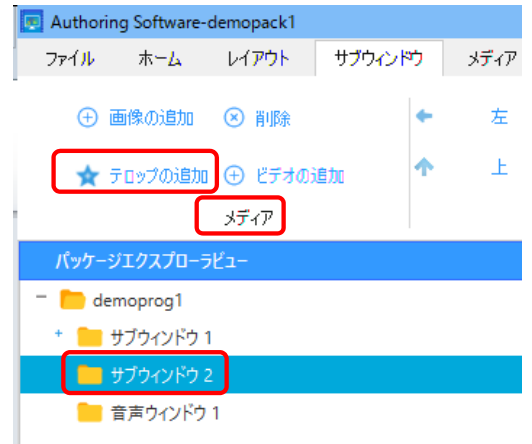 Authoring Software-demopack1
ファイル ホーム レイアウト サブウィンドウ メディア
画像の追加 削除 左
テロップの追加 ビデオの追加 上
メディア
パッケージエクスプローラビュー
demoprog1
サブウィンドウ 1
サブウィンドウ 2
音声ウィンドウ 1